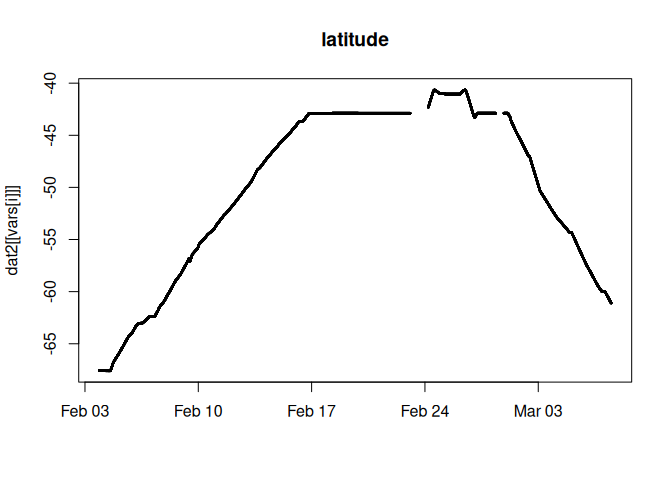 latitude
dat2[[vars[i]]]
-40
-45
-50
-55
-60
-65
Feb 03
Feb 10
Feb 17
Feb 24
Mar 03